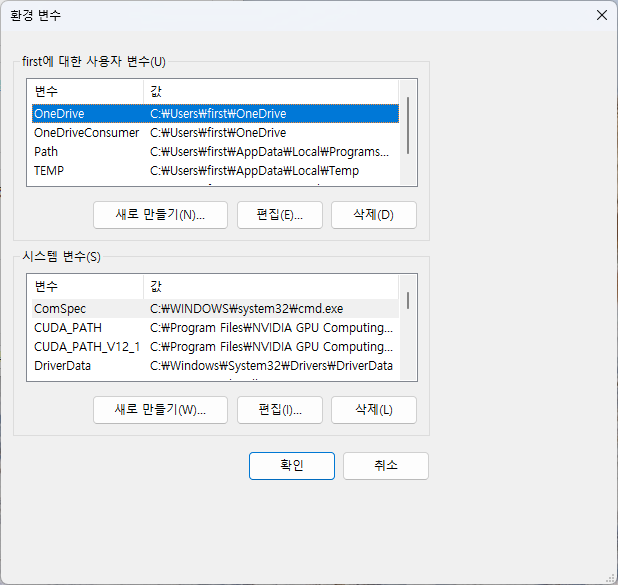 환경 변수
first에 대한 사용자 변수(U)
변수 값
OneDrive C:₩Users₩first₩OneDrive
OneDriveConsumer C:₩Users₩first₩OneDrive
Path C:₩Users₩first₩AppData₩Local₩Programs...
TEMP C:₩Users₩first₩AppData₩Local₩Temp
새로 만들기(N)... 편집(E)... 삭제(D)
시스템 변수(S)
변수 값
ComSpec C:₩WINDOWS₩system32₩cmd.exe
CUDA_PATH C:₩Program Files₩NVIDIA GPU Computing...
CUDA_PATH_V12_1 C:₩Program Files₩NVIDIA GPU Computing...
DriverData C:₩Windows₩System32₩Drivers₩DriverData
새로 만들기(W)... 편집(I)... 삭제(L)
확인 취소